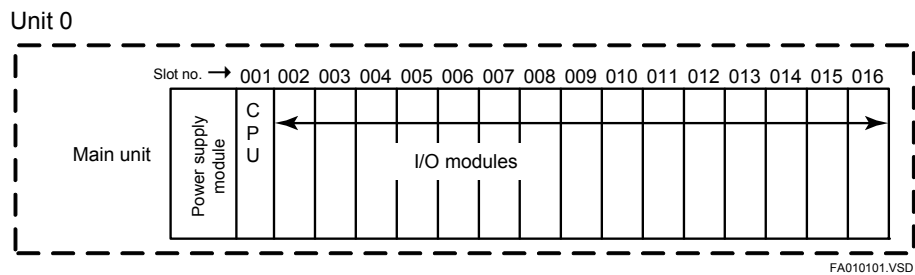 Unit 0
Slot no. → 001 002 003 004 005 006 007 008 009 010 011 012 013 014 015 016
Main unit
Power supply
module
CPU
I/O modules
FA010101.VSD